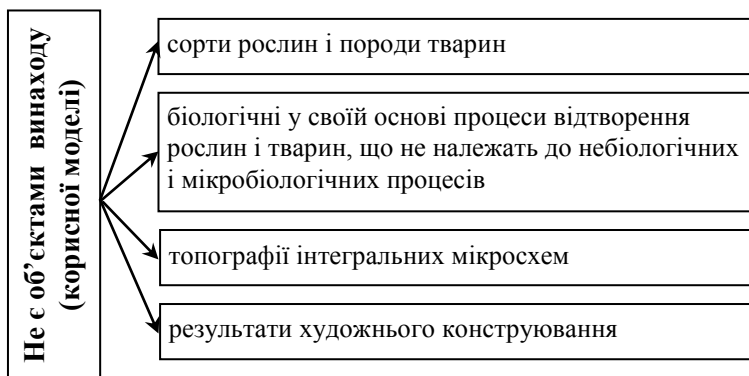 Не є об’єктами винаходу
(корисної моделі)
сорти рослин і породи тварин
біологічні у своїй основі процеси відтворення
рослин і тварин, що не належать до небіологічних
і мікробіологічних процесів
топографії інтегральних мікросхем
результати художнього конструювання